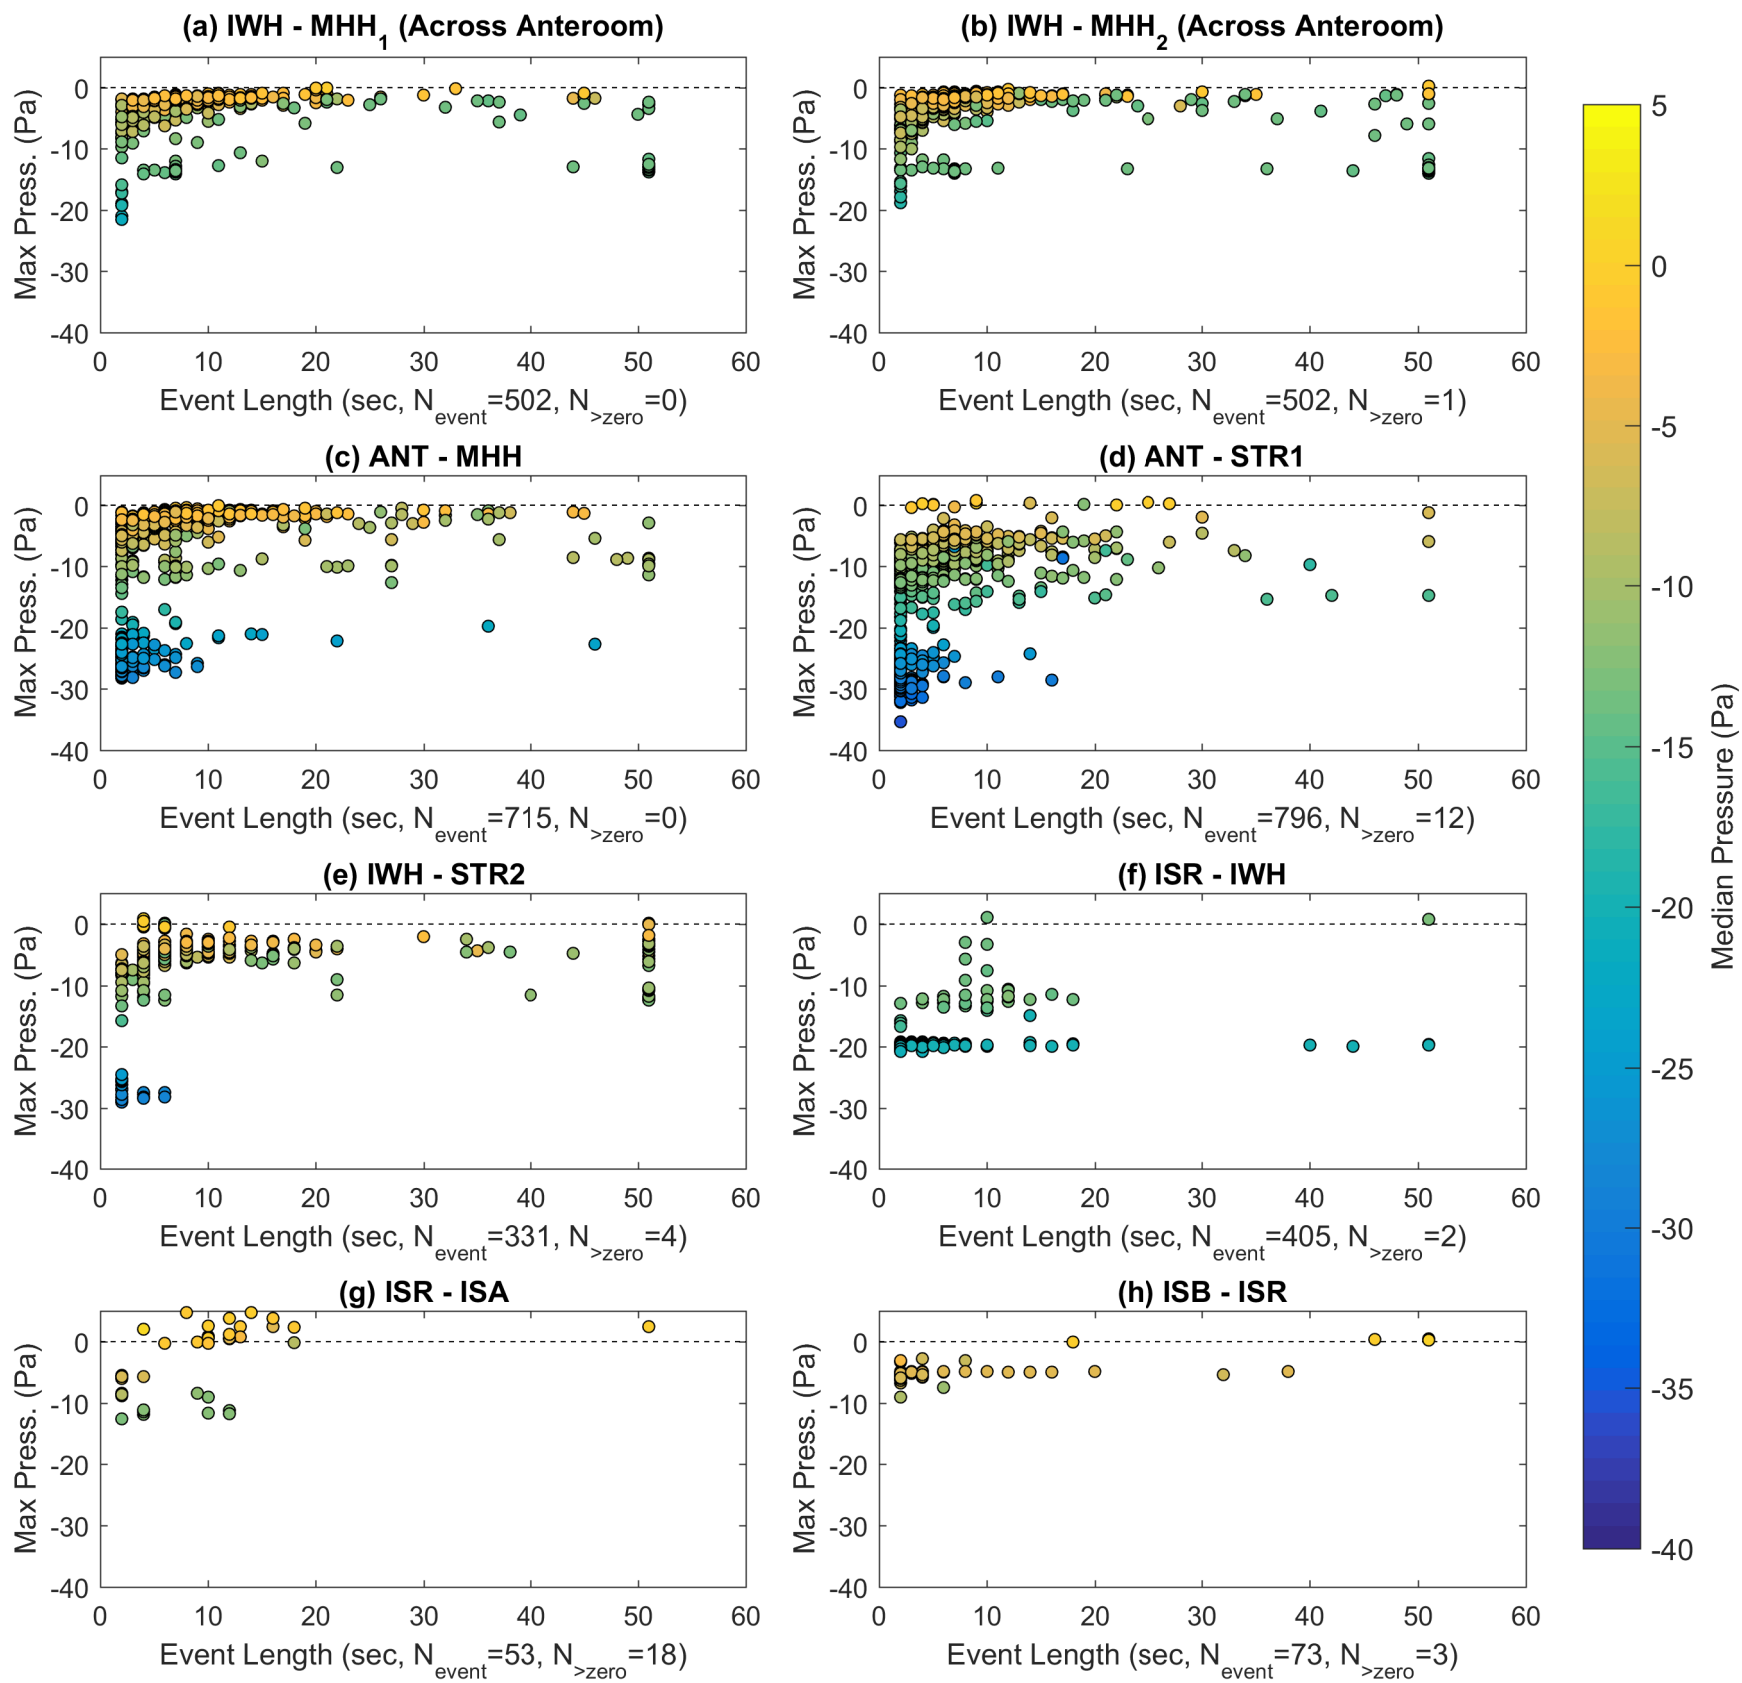 (a) IWH - MHH1 (Across Anteroom)
Max Press. (Pa)
0
-10
-20
-30
-40
0 10 20 30 40 50 60
Event Length (sec, Nevent=502, N>zero=0)
(b) IWH - MHH2 (Across Anteroom)
Max Press. (Pa)
0
-10
-20
-30
-40
0 10 20 30 40 50 60
Event Length (sec, Nevent=502, N>zero=1)
(c) ANT - MHH
Max Press. (Pa)
0
-10
-20
-30
-40
0 10 20 30 40 50 60
Event Length (sec, Nevent=715, N>zero=0)
(d) ANT - STR1
Max Press. (Pa)
0
-10
-20
-30
-40
0 10 20 30 40 50 60
Event Length (sec, Nevent=796, N>zero=12)
(e) IWH - STR2
Max Press. (Pa)
0
-10
-20
-30
-40
0 10 20 30 40 50 60
Event Length (sec, Nevent=331, N>zero=4)
(f) ISR - IWH
Max Press. (Pa)
0
-10
-20
-30
-40
0 10 20 30 40 50 60
Event Length (sec, Nevent=405, N>zero=2)
(g) ISR - ISA
Max Press. (Pa)
0
-10
-20
-30
-40
0 10 20 30 40 50 60
Event Length (sec, Nevent=53, N>zero=18)
(h) ISB - ISR
Max Press. (Pa)
0
-10
-20
-30
-40
0 10 20 30 40 50 60
Event Length (sec, Nevent=73, N>zero=3)
5
0
-5
-10
-15
-20
-25
-30
-35
-40
Median Pressure (Pa)